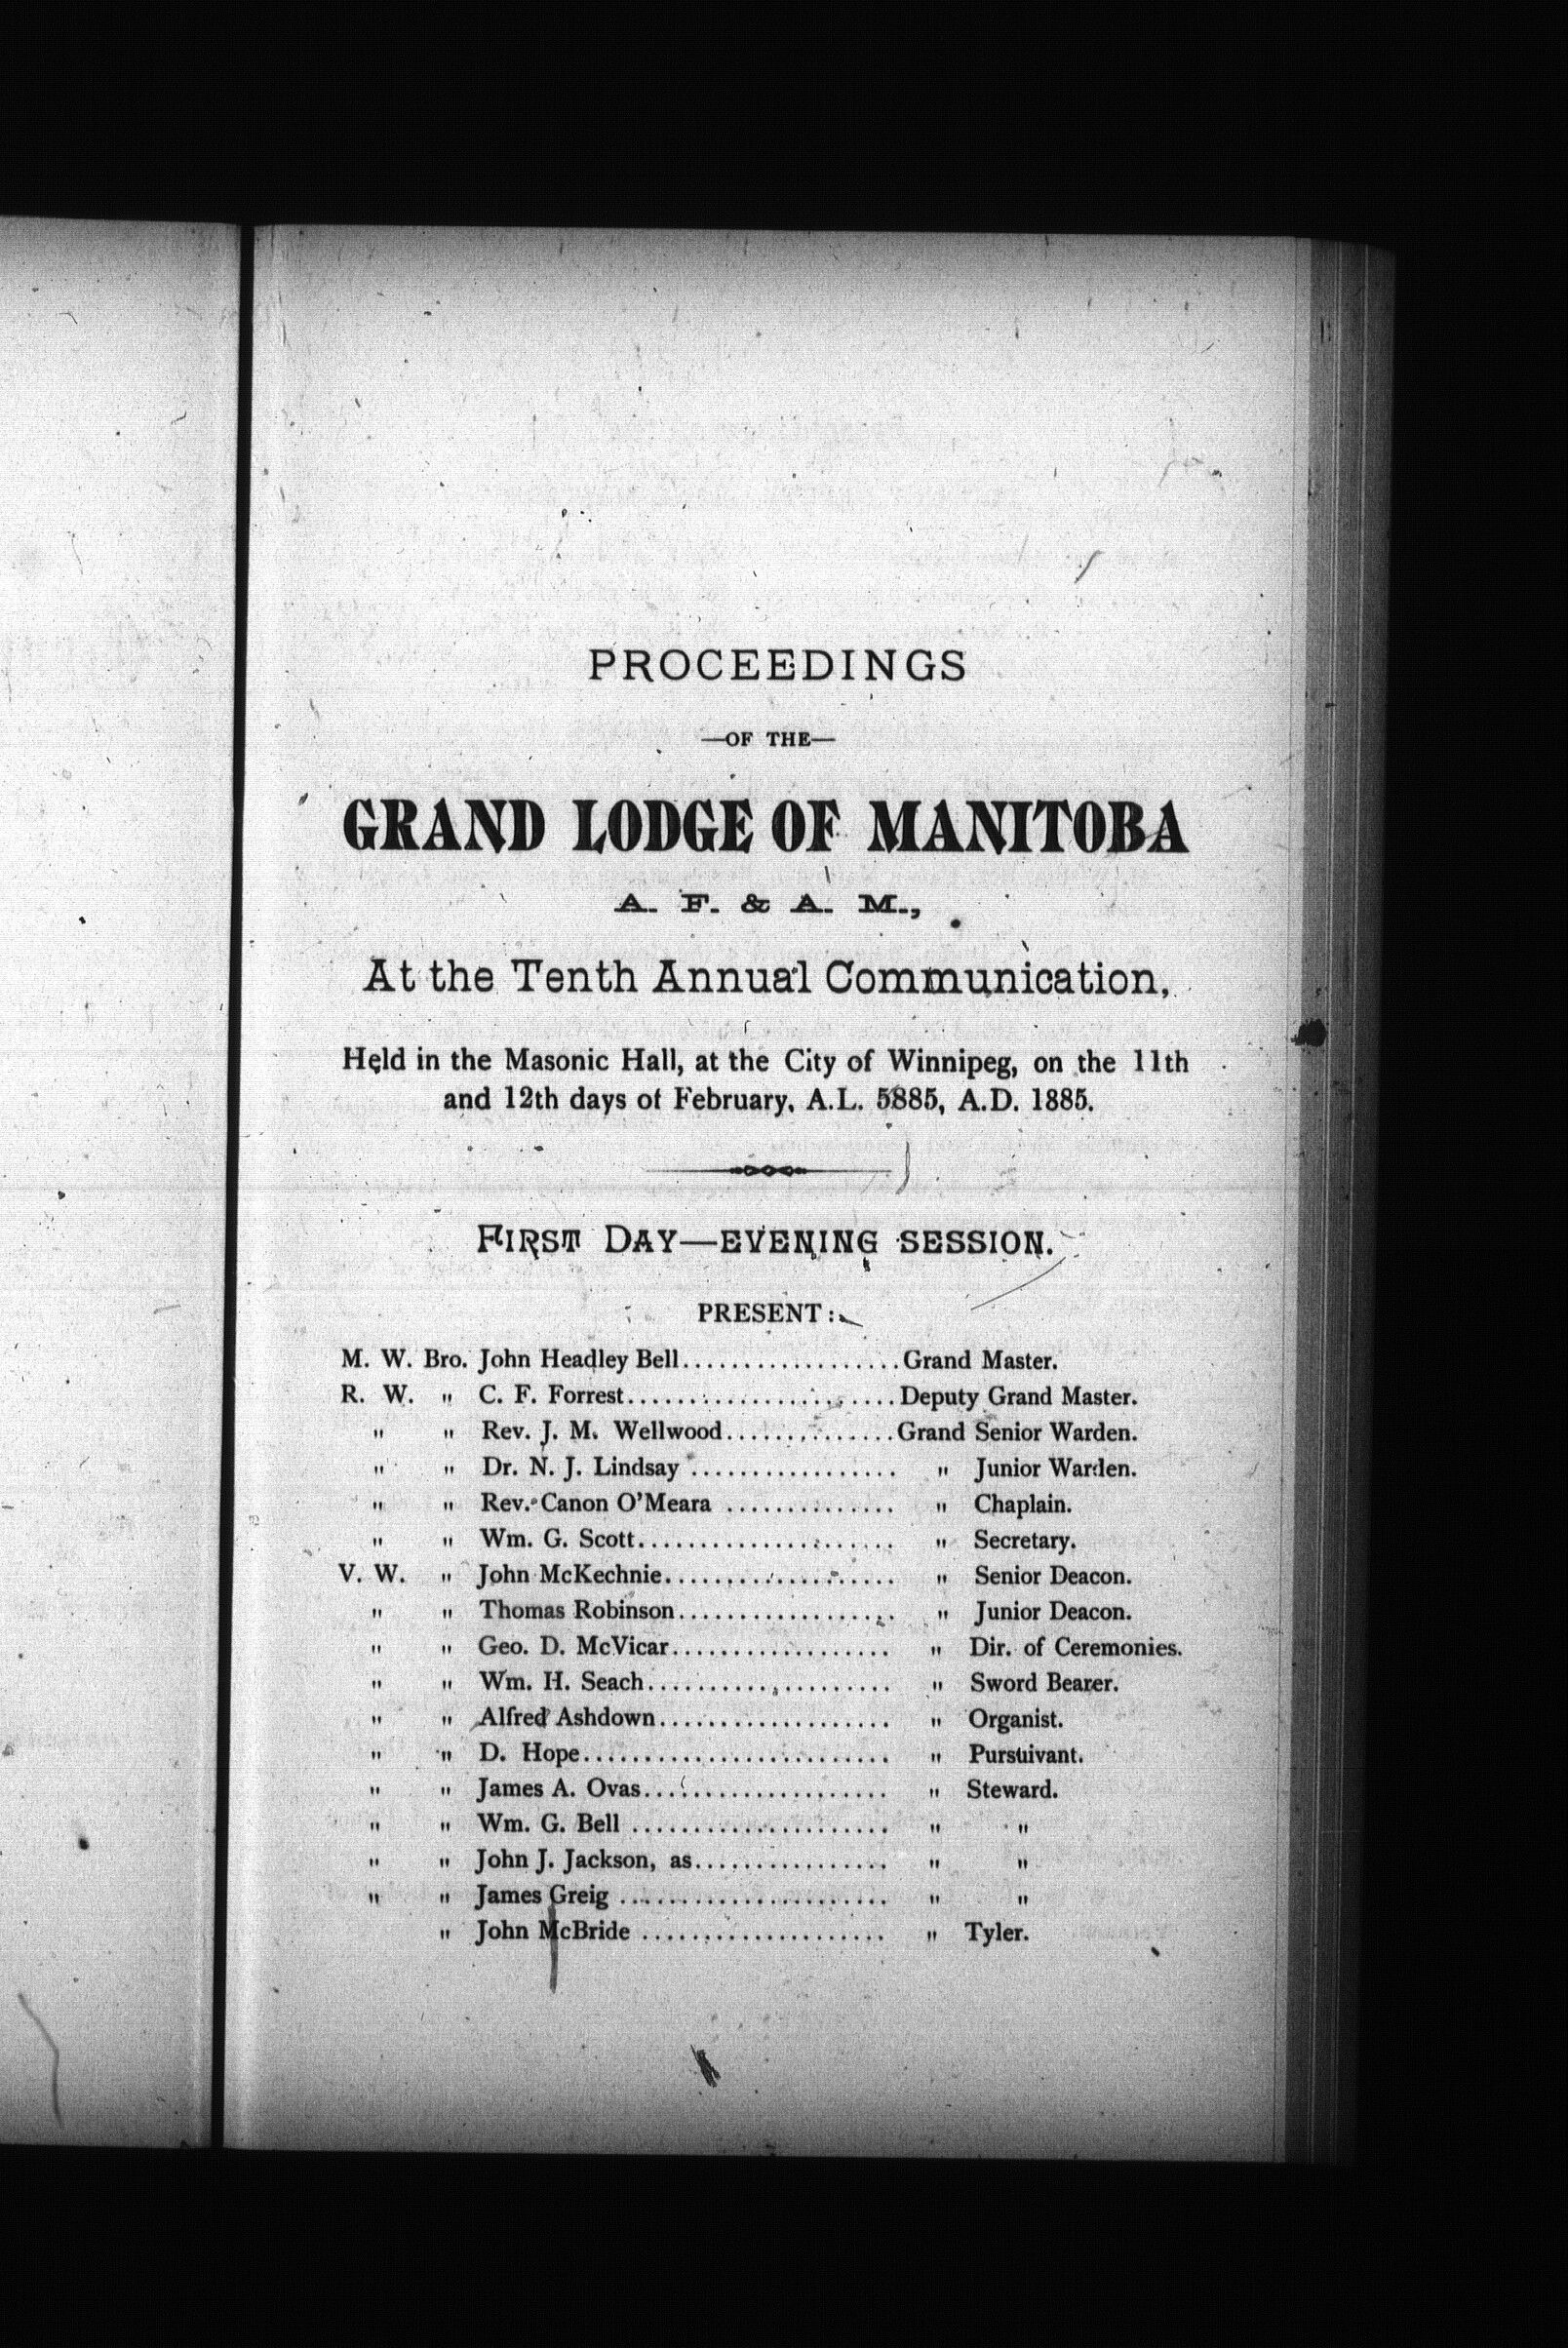 PROCEEDINGS
—OF THE—
GRAND LODGE OF MANITOBA
A. F. & A. M.,
At the Tenth Annual Communication,
Held in the Masonic Hall, at the City of Winnipeg, on the 11th
and 12th days of February, A.L. 5885, A.D. 1885.
FIRST DAY—EVENING SESSION.
PRESENT:
M. W. Bro. John Headley Bell..................Grand Master.
R. W. " C. F. Forrest......................Deputy Grand Master.
" " Rev. J. M. Wellwood..............Grand Senior Warden.
" " Dr. N. J. Lindsay ................. " Junior Warden.
" " Rev. Canon O'Meara .............. " Chaplain.
" " Wm. G. Scott..................... " Secretary.
V. W. " John McKechnie................... " Senior Deacon.
" " Thomas Robinson.................. " Junior Deacon.
" " Geo. D. McVicar.................. " Dir. of Ceremonies.
" " Wm. H. Seach.................... " Sword Bearer.
" " Alfred Ashdown................... " Organist.
" " D. Hope......................... " Pursuivant.
" " James A. Ovas.................... " Steward.
" " Wm. G. Bell ..................... " "
" " John J. Jackson, as................ " "
" " James Greig ...................... " "
" John McBride .................... " Tyler.